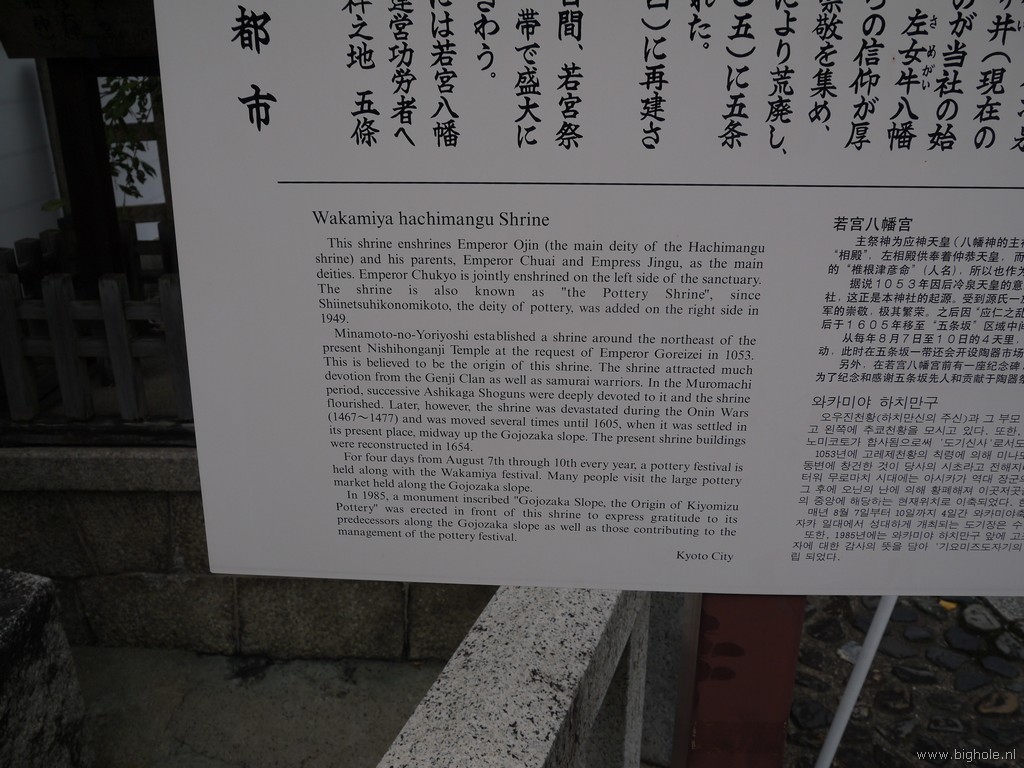 り井(現在の
のが当社の始
左女牛八幡
さめがい
らの信仰が厚
崇敬を集め、
により荒廃し、
五)に五条
れた。
)に再建さ
日間、若宮祭
帯で盛大に
さわう。
には若宮八幡
運営功労者へ
祥之地 五條
都市
Wakamiya hachimangu Shrine
This shrine enshrines Emperor Ojin (the main deity of the Hachimangu
shrine) and his parents, Emperor Chuai and Empress Jingu, as the main
deities. Emperor Chukyo is jointly enshrined on the left side of the sanctuary.
The shrine is also known as "the Pottery Shrine", since
Shiinetsuhikonomikoto, the deity of pottery, was added on the right side in
1949.
Minamoto-no-Yoriyoshi established a shrine around the northeast of the
present Nishihonganji Temple at the request of Emperor Goreizei in 1053.
This is believed to be the origin of this shrine. The shrine attracted much
devotion from the Genji Clan as well as samurai warriors. In the Muromachi
period, successive Ashikaga Shoguns were deeply devoted to it and the shrine
flourished. Later, however, the shrine was devastated during the Onin Wars
(1467～1477) and was moved several times until 1605, when it was settled in
its present place, midway up the Gojozaka slope. The present shrine buildings
were reconstructed in 1654.
For four days from August 7th through 10th every year, a pottery festival is
held along with the Wakamiya festival. Many people visit the large pottery
market held along the Gojozaka slope.
In 1985, a monument inscribed "Gojozaka Slope, the Origin of Kiyomizu
Pottery" was erected in front of this shrine to express gratitude to its
predecessors along the Gojozaka slope as well as those contributing to the
management of the pottery festival.
Kyoto City
若宫八幡宫
主祭神为应神天皇(八幡神的主神
"相殿". 左相殿供奉着仲恭天皇, 而
的"椎根津彦命"(人名), 所以也作为
据说1053年因后冷泉天皇的意
社, 这正是本神社的起源。受到源氏一
军的崇敬, 极其繁荣。之后因"应仁之乱
后于1605年移至"五条坂"区域中间
从每年8月7日至10日的4天里,
动, 此时在五条坂一带还会开设陶器市场
另外, 在若宫八幡宫前有一座纪念碑,
为了纪念和感谢五条坂先人和贡献于陶器祭
와카미야 하치만구
오우진천황(하치만신의 주신)과 그 부모
고 왼쪽에 추쿄천황을 모시고 있다. 또한,
노미코토가 합사됨으로써 '도기신사'로서도
1053년에 고레제천황의 칙령에 의해 미나모
동변에 창건한 것이 당사의 시초라고 전해지
터워 무로마치 시대에는 아시카가 역대 장군의
그 후에 오닌의 난에 의해 황폐해져 이곳저곳
의 중앙에 해당하는 현재위치로 이축되었다.
매년 8월 7일부터 10일까지 4일간 와카미야축
자카 일대에서 성대하게 개최되는 도기장은 수
또한, 1985년에는 와카미야 하치만구 앞에 고조
자에 대한 감사의 뜻을 담아 '기요미즈도자기의
립 되었다.
www.bighole.nl